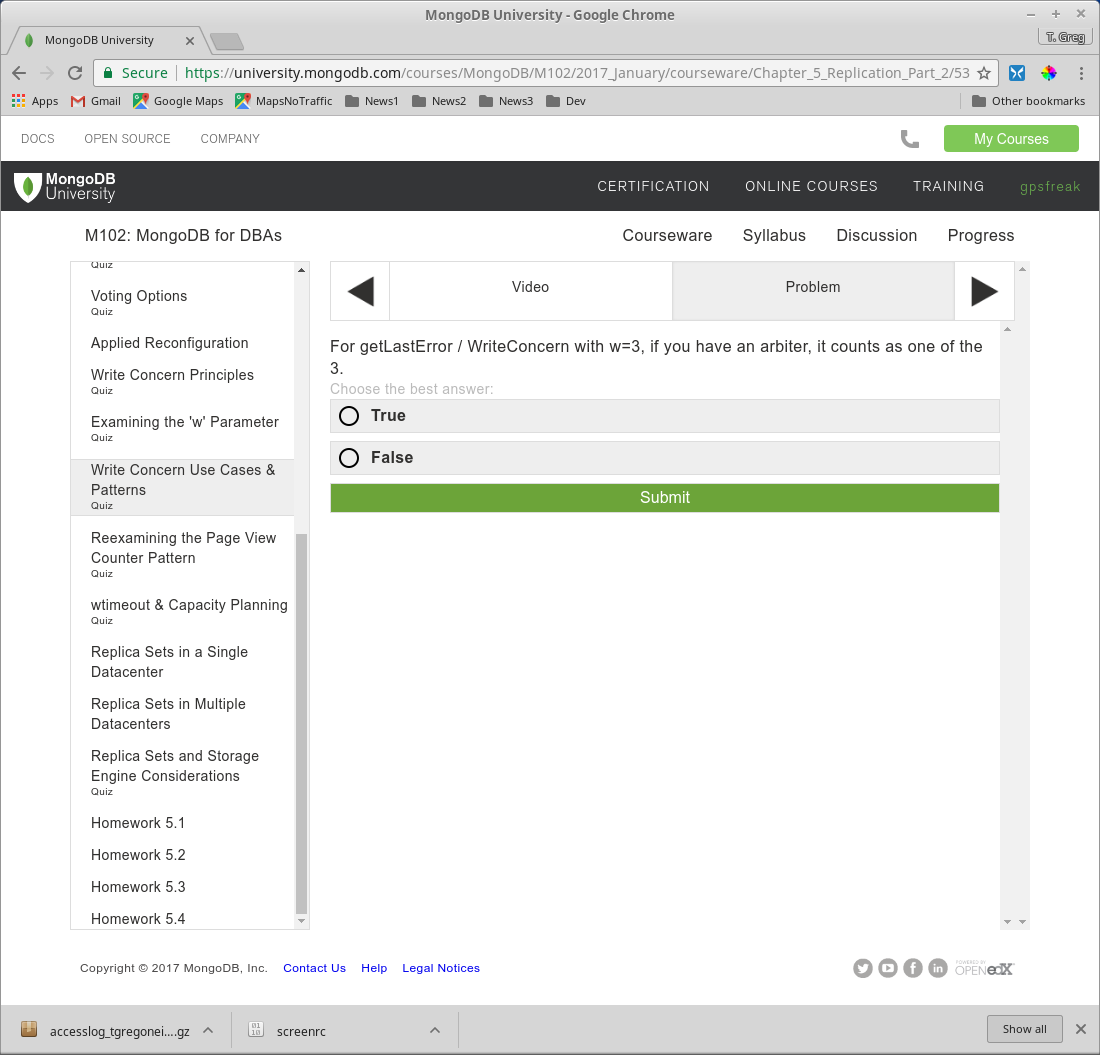 MongoDB University - Google Chrome
MongoDB University
T. Greg
Secure https://university.mongodb.com/courses/MongoDB/M102/2017_January/courseware/Chapter_5_Replication_Part_2/53
Apps Gmail Google Maps MapsNoTraffic News1 News2 News3 Dev Other bookmarks
DOCS OPEN SOURCE COMPANY My Courses
MongoDB
University
CERTIFICATION ONLINE COURSES TRAINING gpsfreak
M102: MongoDB for DBAs Courseware Syllabus Discussion Progress
Quiz
Voting Options
Quiz
Applied Reconfiguration
Write Concern Principles
Quiz
Examining the 'w' Parameter
Quiz
Write Concern Use Cases &
Patterns
Quiz
Reexamining the Page View
Counter Pattern
Quiz
wtimeout & Capacity Planning
Quiz
Replica Sets in a Single
Datacenter
Replica Sets in Multiple
Datacenters
Replica Sets and Storage
Engine Considerations
Quiz
Homework 5.1
Homework 5.2
Homework 5.3
Homework 5.4
Video Problem
For getLastError / WriteConcern with w=3, if you have an arbiter, it counts as one of the
3.
Choose the best answer:
True
False
Submit
Copyright © 2017 MongoDB, Inc. Contact Us Help Legal Notices
POWERED BY
OPEN edX
accesslog_tgregonei....gz screenrc Show all